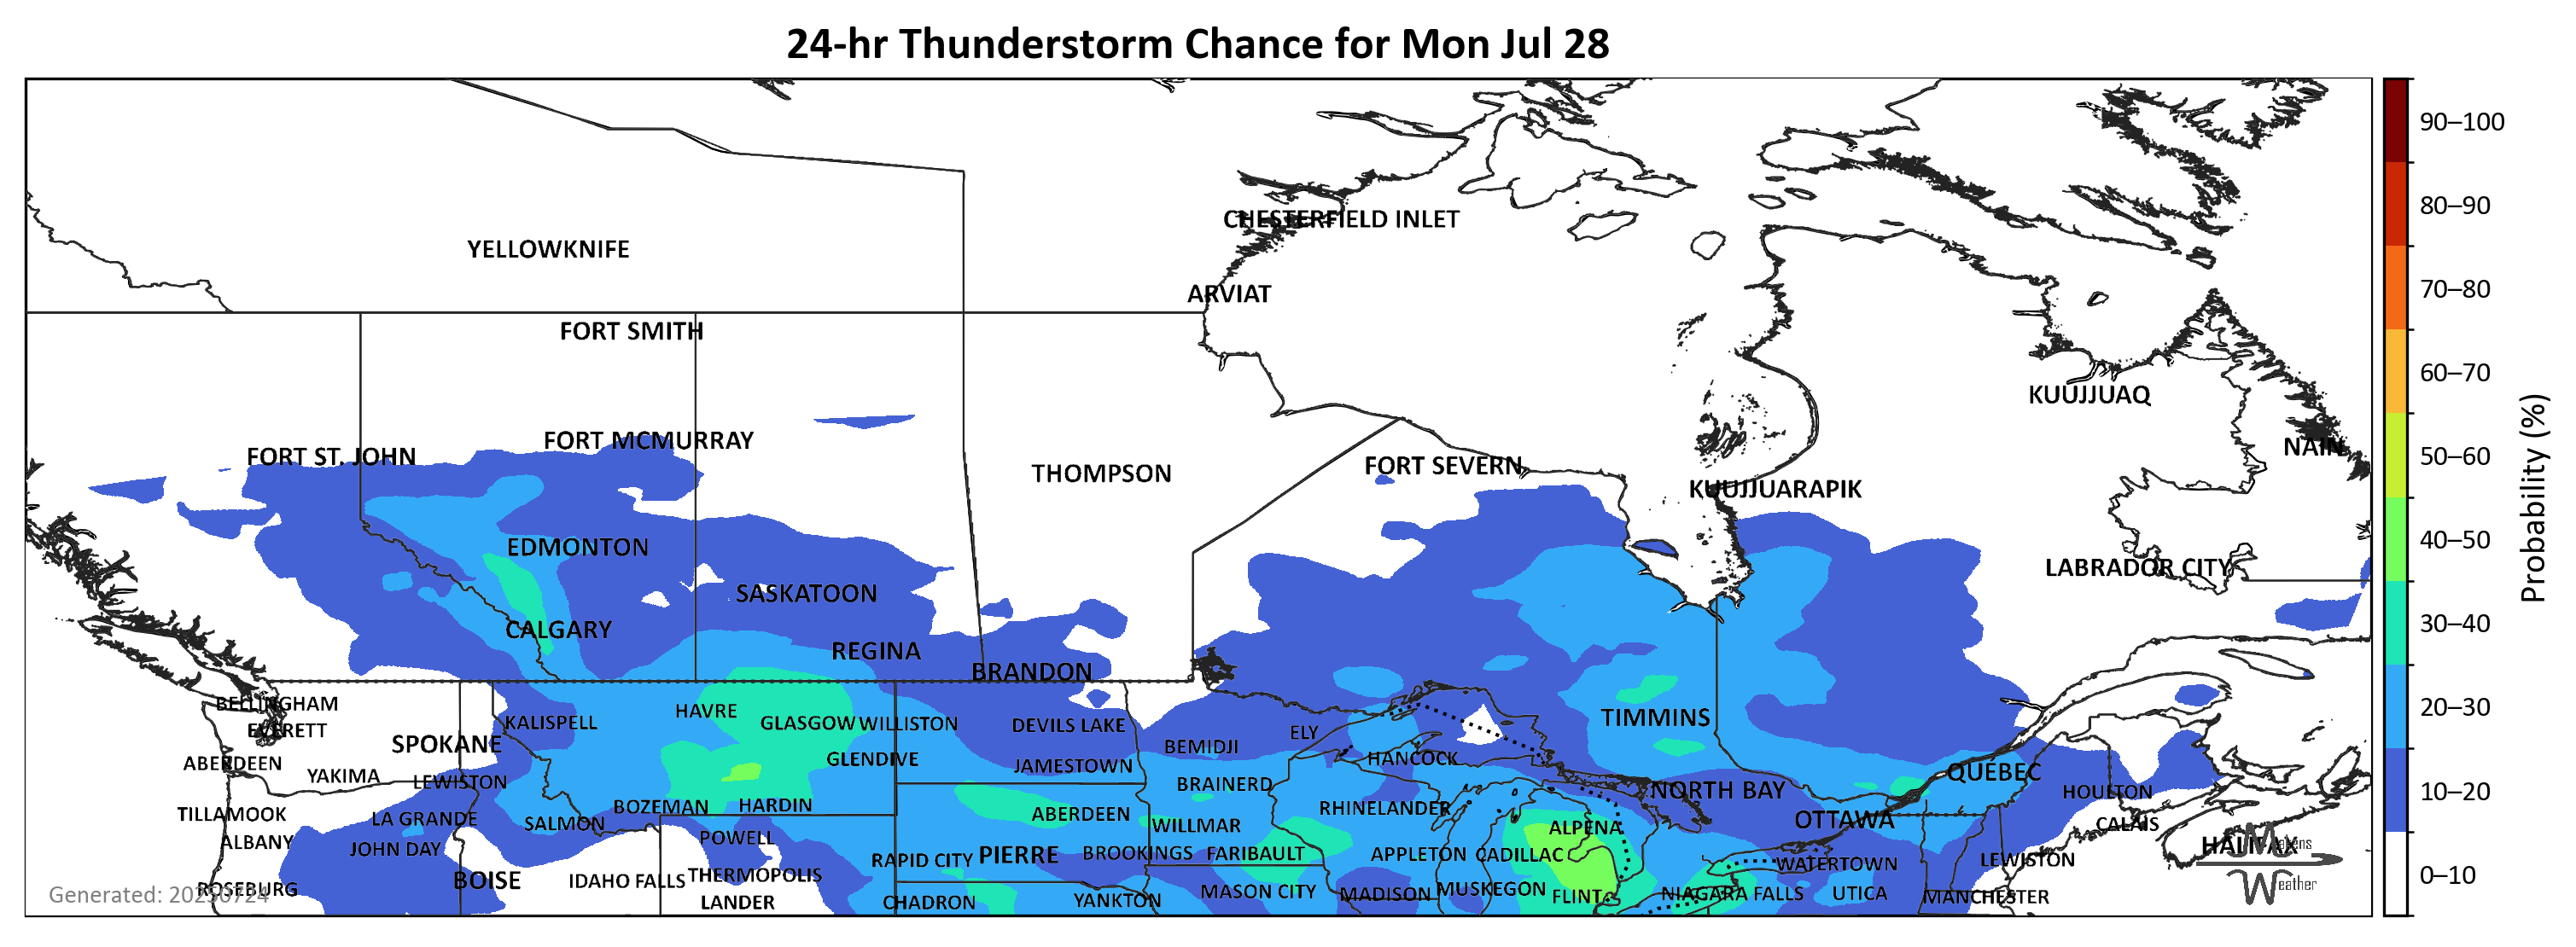 24-hr Thunderstorm Chance for Mon Jul 28
90–100
CHESTERFIELD INLET
80–90
YELLOWKNIFE
ARVIAT
70–80
FORT SMITH
60–70
KUUJJUAQ
FORT MCMURRAY
NAIN
FORT ST. JOHN
50–60
FORT SEVERN
THOMPSON
KUUJJUARAPIK
Probability (%)
EDMONTON
40–50
LABRADOR CITY
SASKATOON
CALGARY
30–40
REGINA
BRANDON
BELLINGHAM
HAVRE
20–30
TIMMINS
KALISPELL
GLASGOW
WILLISTON
DEVILS LAKE
EVERETT
ELY
SPOKANE
BEMIDJI
ABERDEEN
GLENDIVE
HANCOCK
JAMESTOWN
QUÉBEC
YAKIMA
LEWISTON
BRAINERD
NORTH BAY
HOULTON
10–20
BOZEMAN
HARDIN
RHINELANDER
TILLAMOOK
LA GRANDE
ABERDEEN
SALMON
WILLMAR
ALPENA
OTTAWA
CALAIS
ALBANY
POWELL
JOHN DAY
RAPID CITY
PIERRE
BROOKINGS
FARIBAULT
APPLETON
CADILLAC
WATERTOWN
LEWISTON
HALIFAX
Makens
Weather
BOISE
IDAHO FALLS
THERMOPOLIS
0–10
ROSEBURG
Generated: 20250724
LANDER
CHADRON
YANKTON
MASON CITY
MADISON
MUSKEGON
FLINT
NIAGARA FALLS
UTICA
MANCHESTER